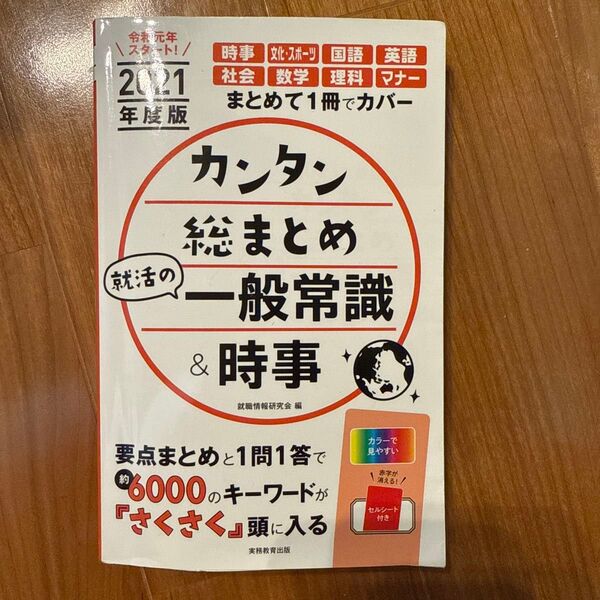 令和元年
スタート！
2021
年度版
時事 文化・スポーツ 国語 英語
社会 数学 理科 マナー
まとめて1冊でカバー
カンタン
総まとめ
就活の
一般常識
&時事
就職情報研究会 編
要点まとめと1問1答で
約6000のキーワードが
『さくさく』頭に入る
カラーで
見やすい
赤字が
消える！
セルシート
付き
実務教育出版